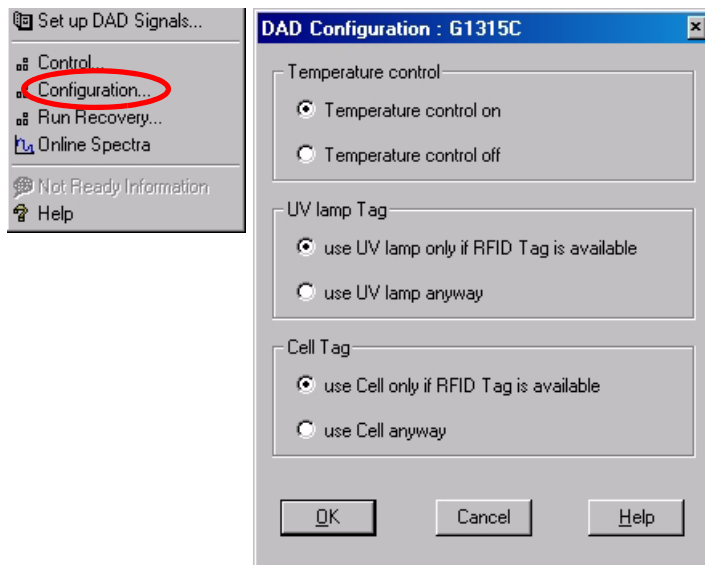 Set up DAD Signals...
Control...
Configuration...
Run Recovery...
Online Spectra
Not Ready Information
Help
DAD Configuration : G1315C
Temperature control
Temperature control on
Temperature control off
UV lamp Tag
use UV lamp only if RFID Tag is available
use UV lamp anyway
Cell Tag
use Cell only if RFID Tag is available
use Cell anyway
OK Cancel Help